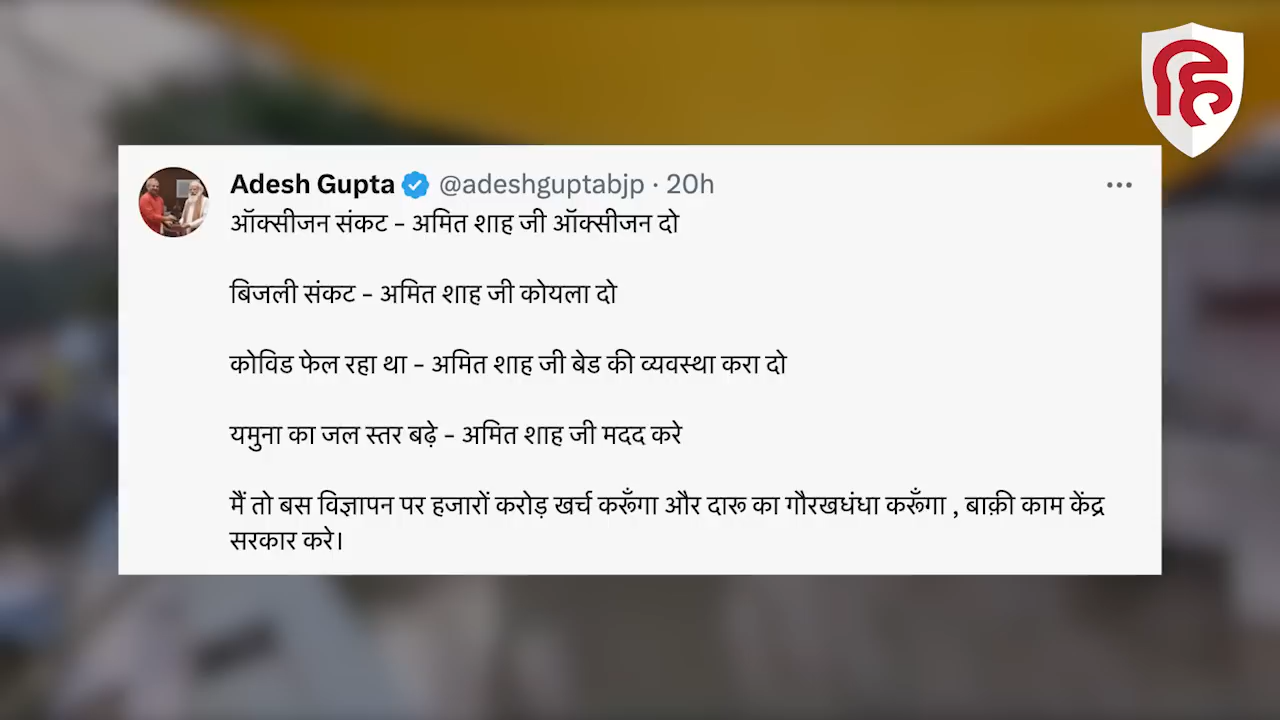 हि
Adesh Gupta @adeshguptabjp · 20h
ऑक्सीजन संकट - अमित शाह जी ऑक्सीजन दो
बिजली संकट - अमित शाह जी कोयला दो
कोविड फेल रहा था - अमित शाह जी बेड की व्यवस्था करा दो
यमुना का जल स्तर बढ़े - अमित शाह जी मदद करे
मैं तो बस विज्ञापन पर हजारों करोड़ खर्च करूँगा और दारू का गौरखधंधा करूँगा , बाक़ी काम केंद्र
सरकार करे।